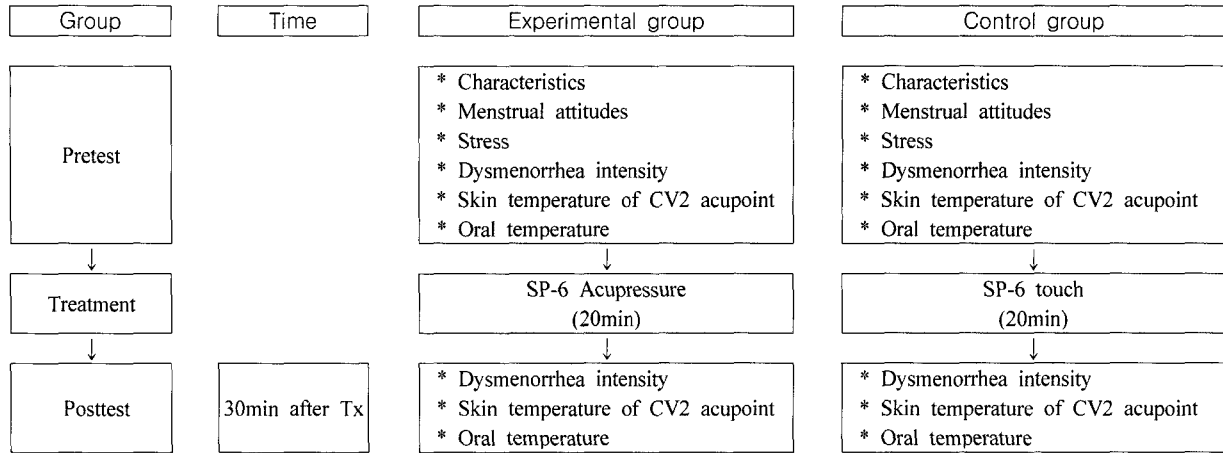 Group
Time
Experimental group
Control group
Pretest
* Characteristics
* Menstrual attitudes
* Stress
* Dysmenorrhea intensity
* Skin temperature of CV2 acupoint
* Oral temperature
* Characteristics
* Menstrual attitudes
* Stress
* Dysmenorrhea intensity
* Skin temperature of CV2 acupoint
* Oral temperature
Treatment
SP-6 Acupressure
(20min)
SP-6 touch
(20min)
Posttest
30min after Tx
* Dysmenorrhea intensity
* Skin temperature of CV2 acupoint
* Oral temperature
* Dysmenorrhea intensity
* Skin temperature of CV2 acupoint
* Oral temperature